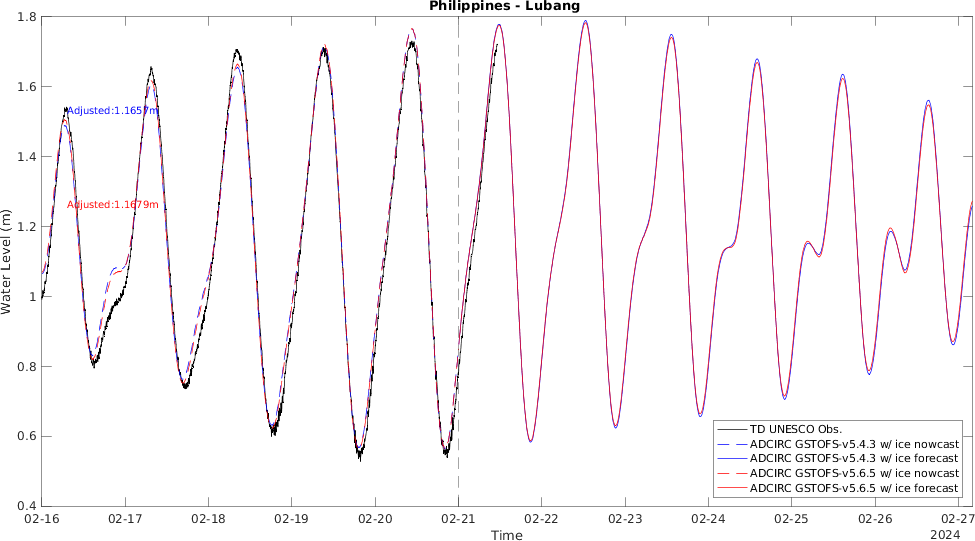 Philippines - Lubang
1.8
1.6
1.4
1.2
1
0.8
0.6
0.4
Water Level (m)
Adjusted:1.1657m
Adjusted:1.1679m
TD UNESCO Obs.
ADCIRC GSTOFS-v5.4.3 w/ ice nowcast
ADCIRC GSTOFS-v5.4.3 w/ ice forecast
ADCIRC GSTOFS-v5.6.5 w/ ice nowcast
ADCIRC GSTOFS-v5.6.5 w/ ice forecast
02-16 02-17 02-18 02-19 02-20 02-21 02-22 02-23 02-24 02-25 02-26 02-27
Time
2024